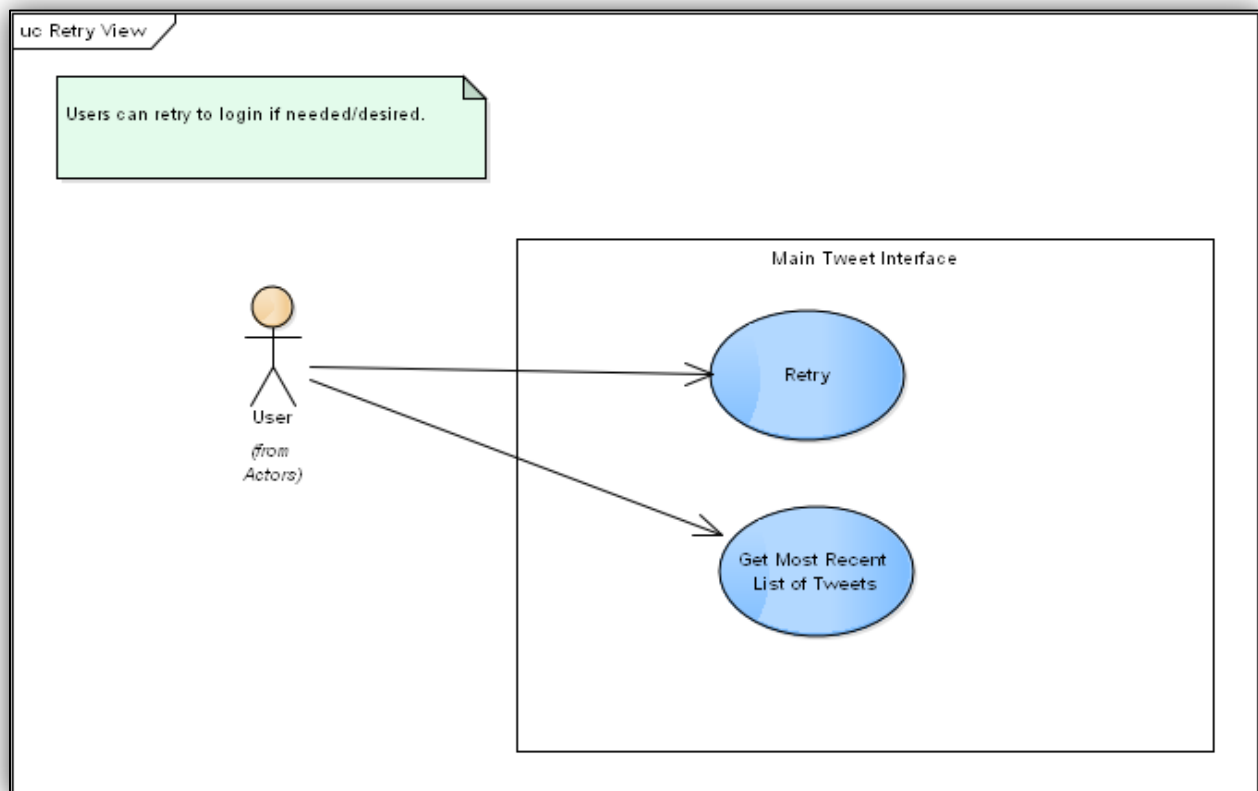 uc Retry View
Users can retry to login if needed/desired.
Main Tweet Interface
Retry
User
(from
Actors)
Get Most Recent
List of Tweets